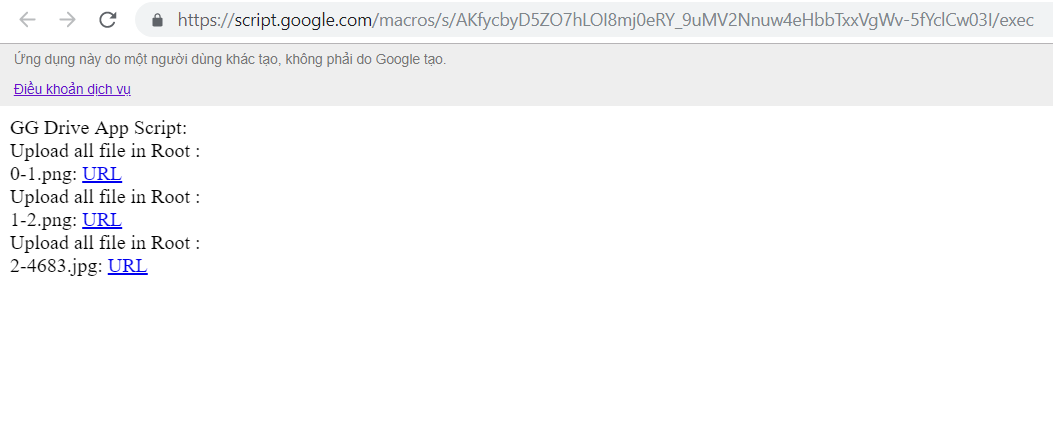 https://script.google.com/macros/s/AKfycbyD5ZO7hLOI8mj0eRY_9uMV2Nnuw4eHbbTxxVgWv-5fYclCw03I/exec
Ứng dụng này do một người dùng khác tạo, không phải do Google tạo.
Điều khoản dịch vụ
GG Drive App Script:
Upload all file in Root :
0-1.png: URL
Upload all file in Root :
1-2.png: URL
Upload all file in Root :
2-4683.jpg: URL